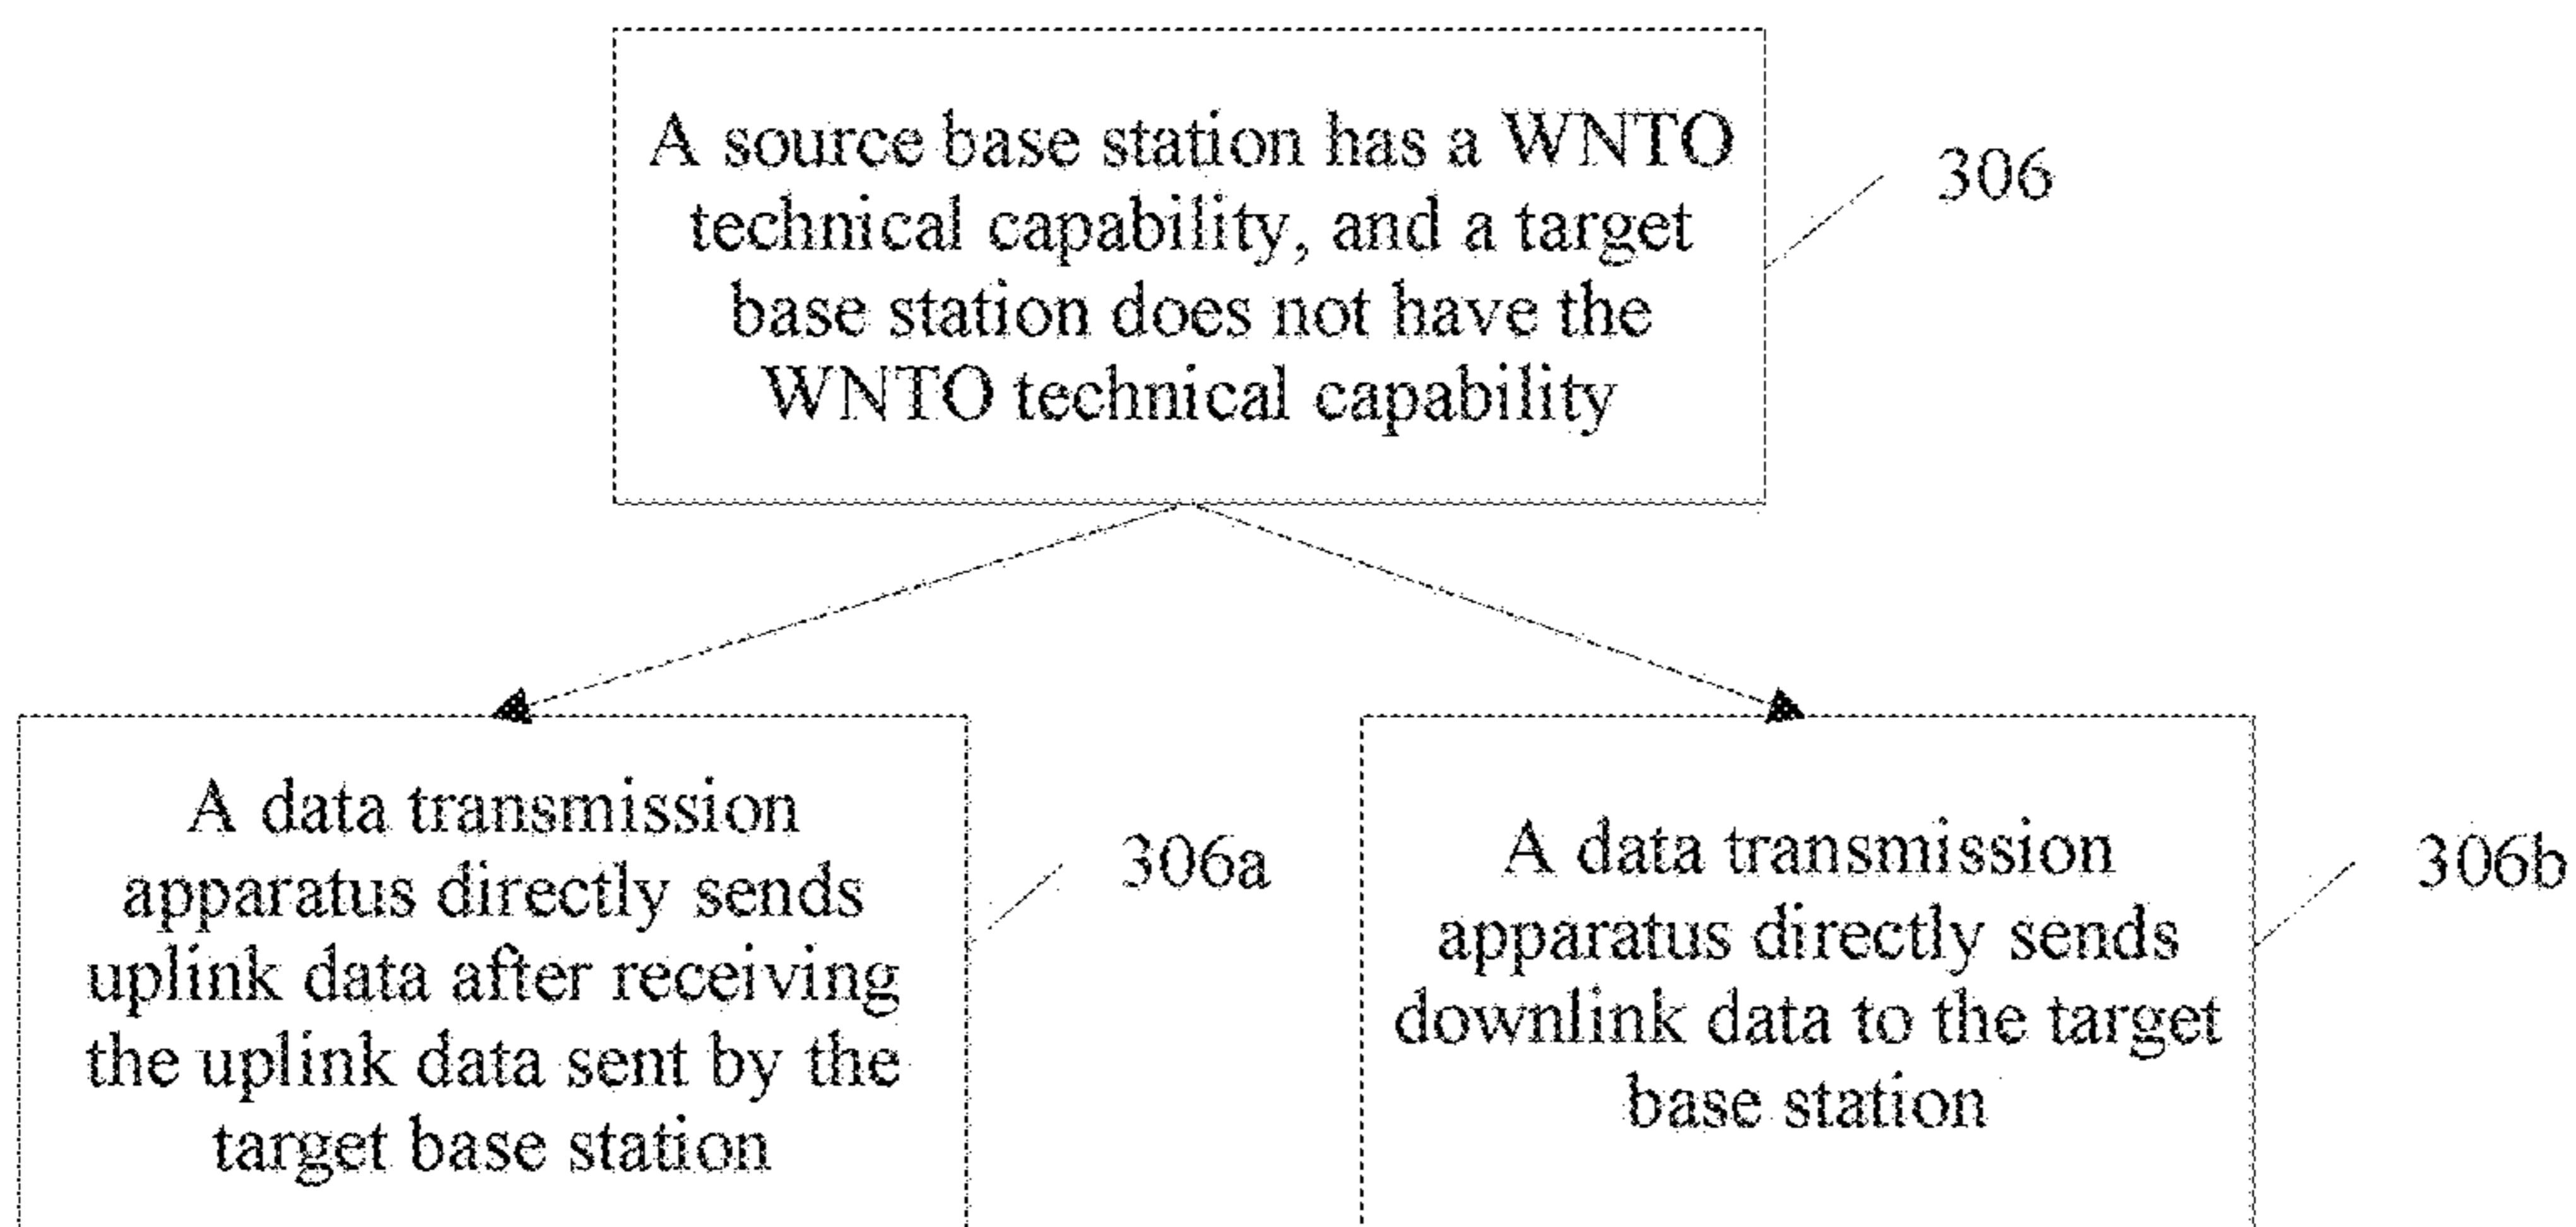 A source base station has a WNTO
technical capability, and a target
base station does not have the
WNTO technical capability
306
A data transmission
apparatus directly sends
uplink data after receiving
the uplink data sent by the
target base station
306a
A data transmission
apparatus directly sends
downlink data to the target
base station
306b